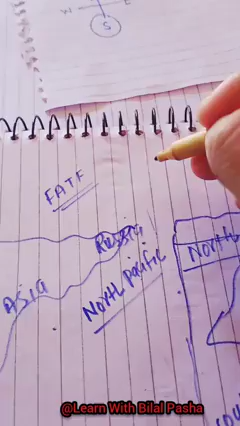 W E
S
FATF
Russia
North
ASIA
North Pacific
@Learn With Bilal Pasha